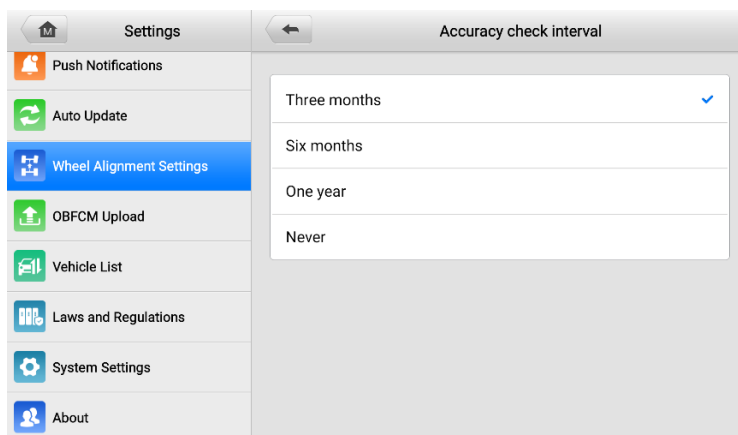 M
Settings
Accuracy check interval
Push Notifications
Auto Update
Wheel Alignment Settings
OBFCM Upload
Vehicle List
Laws and Regulations
System Settings
About
Three months
Six months
One year
Never